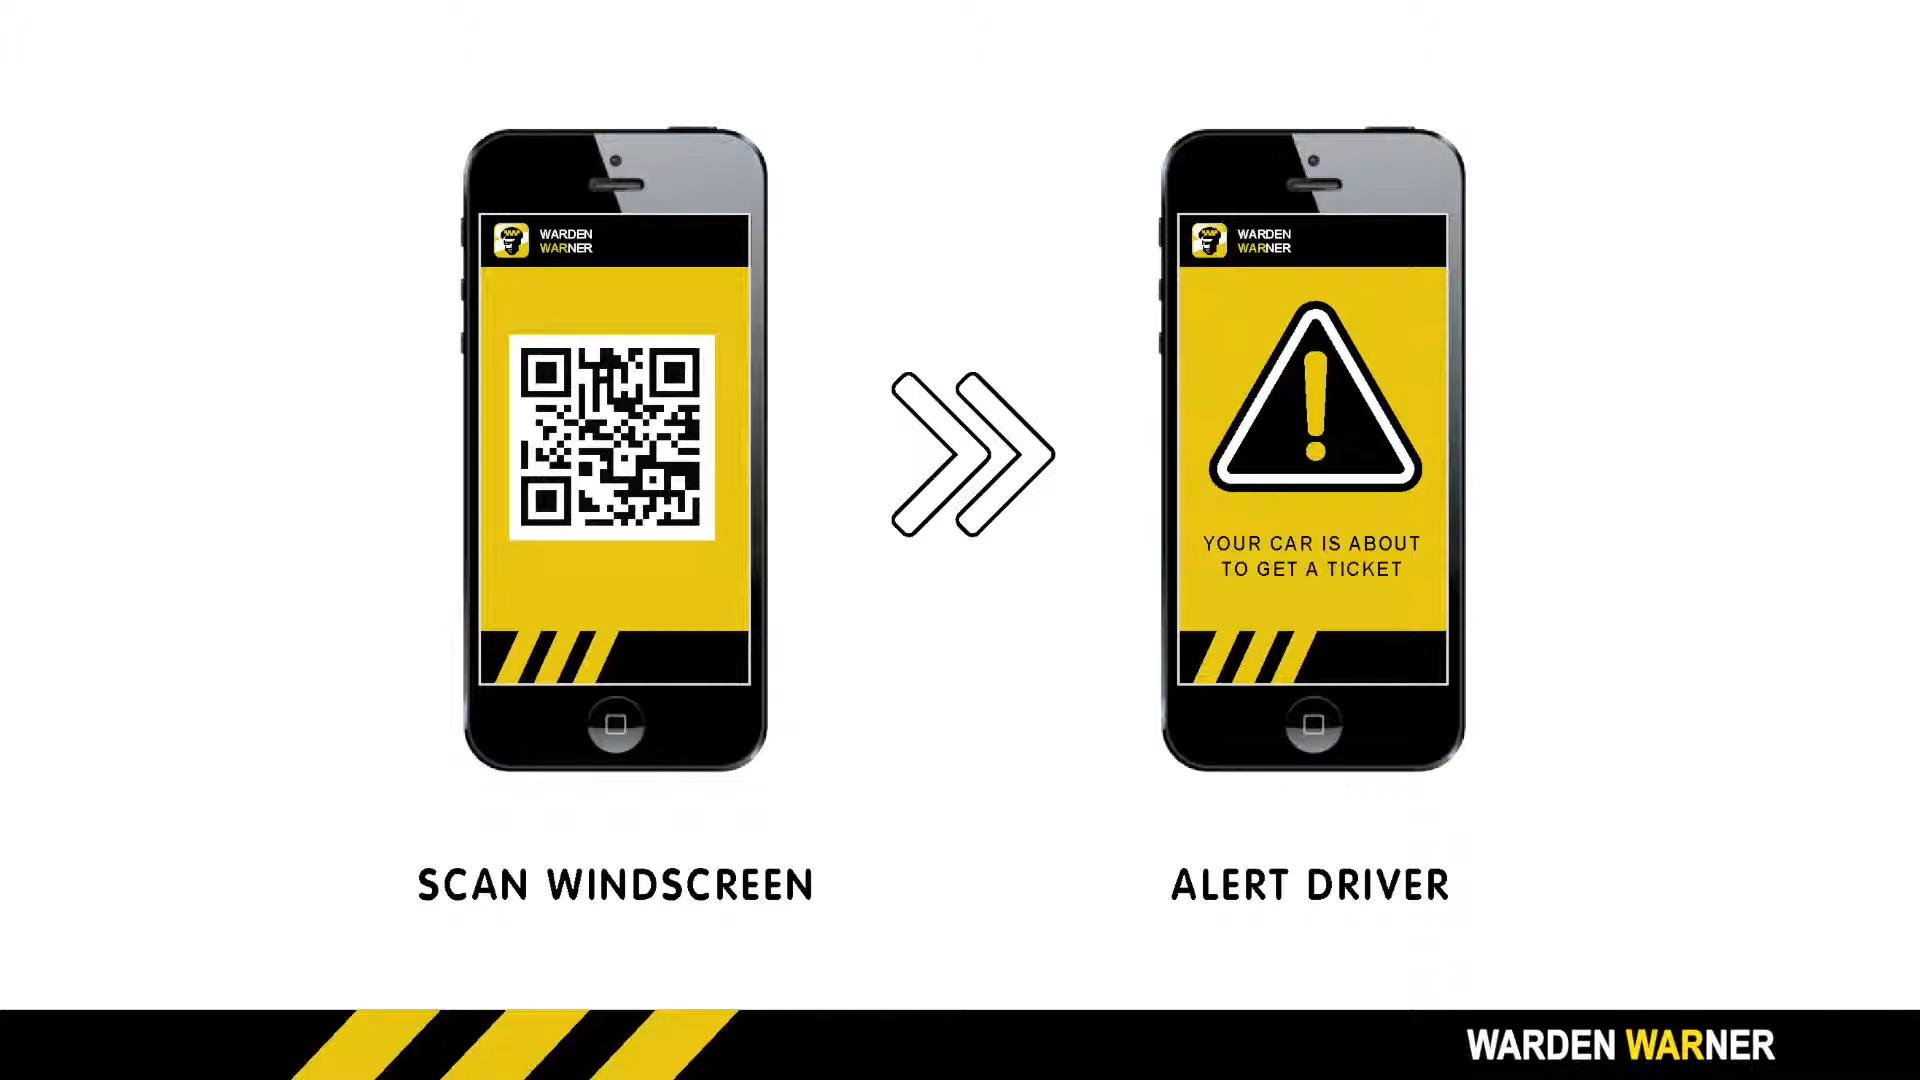 WARDEN
WARNER
WARDEN
WARNER
YOUR CAR IS ABOUT
TO GET A TICKET
SCAN WINDSCREEN
ALERT DRIVER
WARDEN WARNER